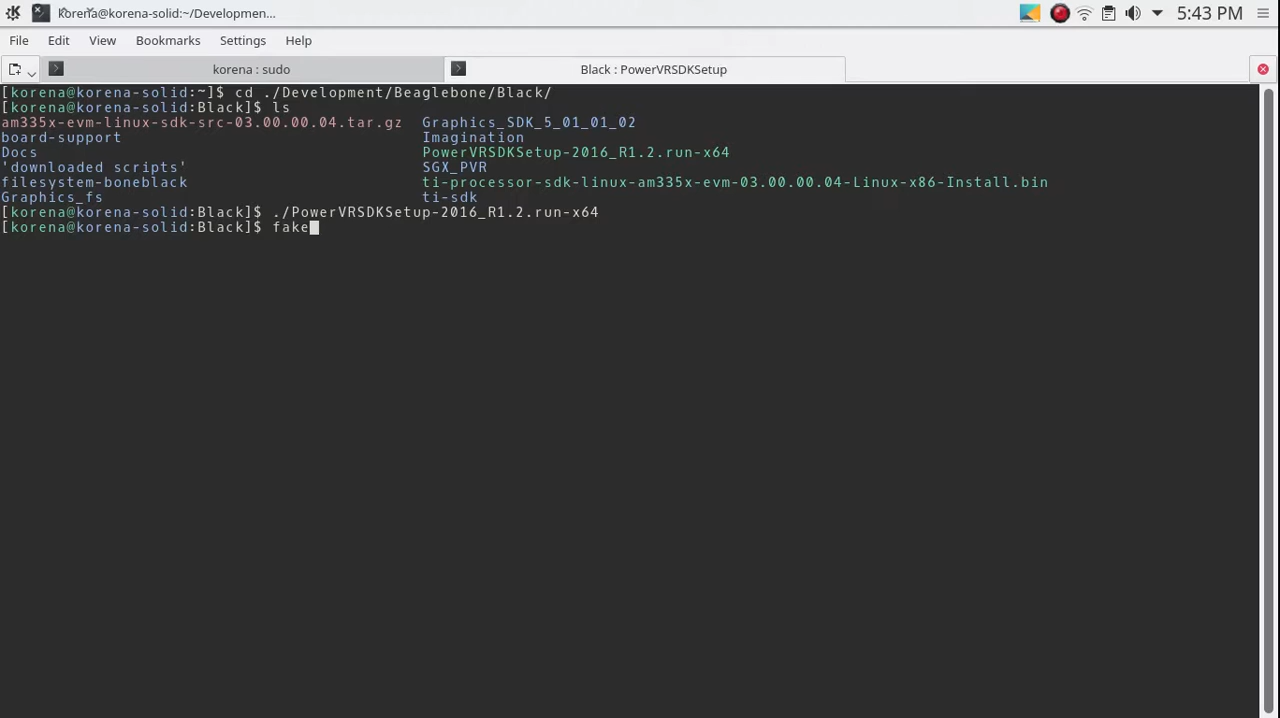 korena@korena-solid:~/Developmen...
5:43 PM
File Edit View Bookmarks Settings Help
korena : sudo
Black : PowerVRSDKSetup
[korena@korena-solid:~]$ cd ./Development/Beaglebone/Black/
[korena@korena-solid:Black]$ ls
am335x-evm-linux-sdk-src-03.00.00.04.tar.gz Graphics_SDK_5_01_01_02
board-support Imagination
Docs PowerVRSDKSetup-2016_R1.2.run-x64
'downloaded scripts' SGX_PVR
filesystem-boneblack ti-processor-sdk-linux-am335x-evm-03.00.00.04-Linux-x86-Install.bin
Graphics_fs ti-sdk
[korena@korena-solid:Black]$ ./PowerVRSDKSetup-2016_R1.2.run-x64
[korena@korena-solid:Black]$ fake